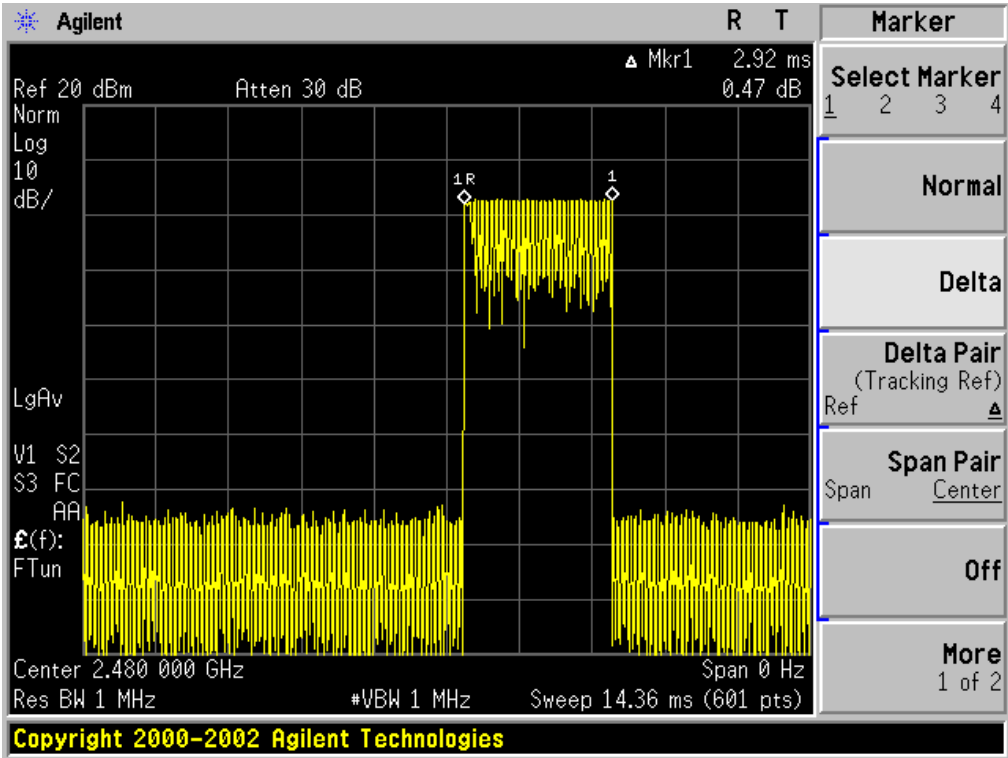 Agilent
R T
Marker
Δ Mkr1 2.92 ms
Ref 20 dBm Atten 30 dB 0.47 dB
Norm
Log
10
dB/
1R
1
LgAv
V1 S2
S3 FC
AA
£(f):
FTun
Center 2.480 000 GHz Span 0 Hz
Res BW 1 MHz #VBW 1 MHz Sweep 14.36 ms (601 pts)
Select Marker
1 2 3 4
Normal
Delta
Delta Pair
(Tracking Ref)
Ref Δ
Span Pair
Span Center
Off
More
1 of 2
Copyright 2000-2002 Agilent Technologies